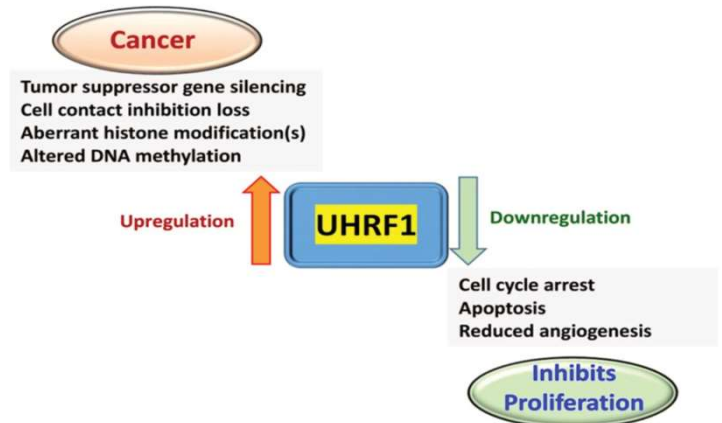 Cancer
Tumor suppressor gene silencing
Cell contact inhibition loss
Aberrant histone modification(s)
Altered DNA methylation
Upregulation
UHRF1
Downregulation
Cell cycle arrest
Apoptosis
Reduced angiogenesis
Inhibits
Proliferation